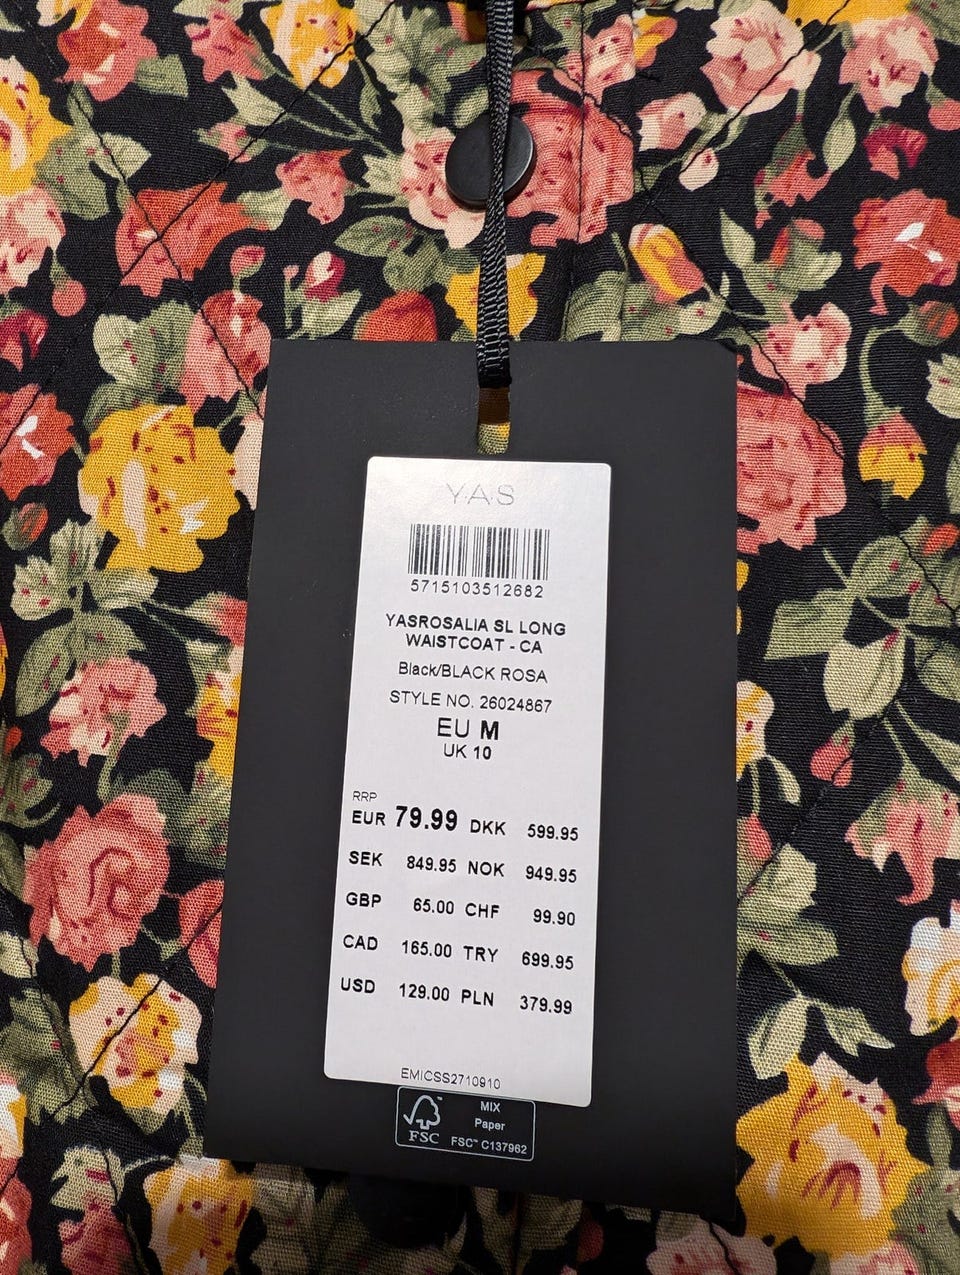 Y.A.S
5715103512682
YASROSALIA SL LONG
WAISTCOAT - CA
Black/BLACK ROSA
STYLE NO. 26024867
EU M
UK 10
RRP
EUR 79.99 DKK 599.95
SEK 849.95 NOK 949.95
GBP 65.00 CHF 99.90
CAD 165.00 TRY 699.95
USD 129.00 PLN 379.99
EMICSS2710910
FSC
MIX
Paper
FSC™ C137962